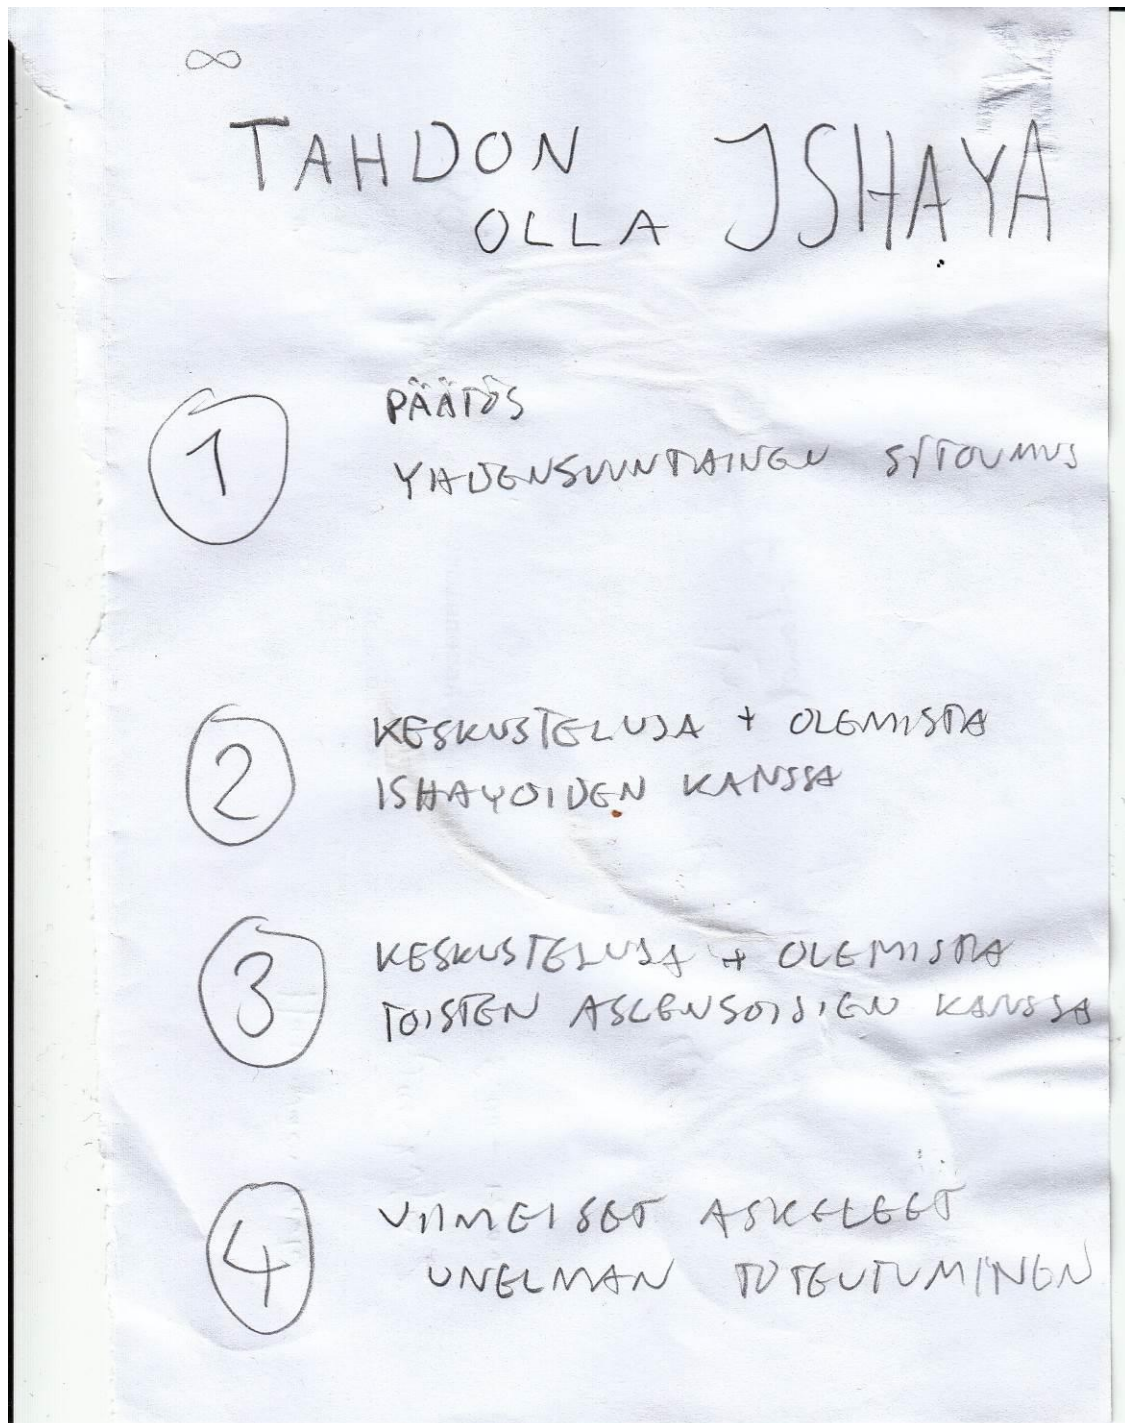 ∞
TAHDON
OLLA ISHAYA
1
PÄÄTÖS
YHDENSUUNTAINEN SITOUMUS
2
KESKUSTELUJA + OLEMISTA
ISHAYOIDEN KANSSA
3
KESKUSTELUJA + OLEMISTA
TOISTEN ASCENSOISIEN KANSSA
4
VIIMEISET ASKELEET
UNELMAN TOTEUTUMINEN